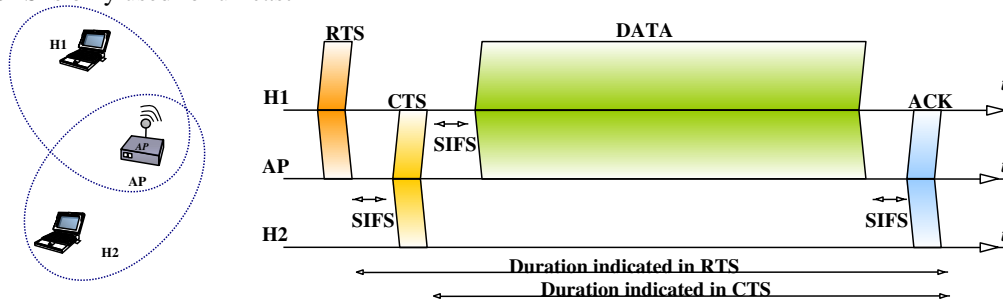 H1
AP
AP
H2
RTS
DATA
H1
CTS
ACK
t
SIFS
SIFS
AP
t
SIFS
SIFS
H2
t
Duration indicated in RTS
Duration indicated in CTS